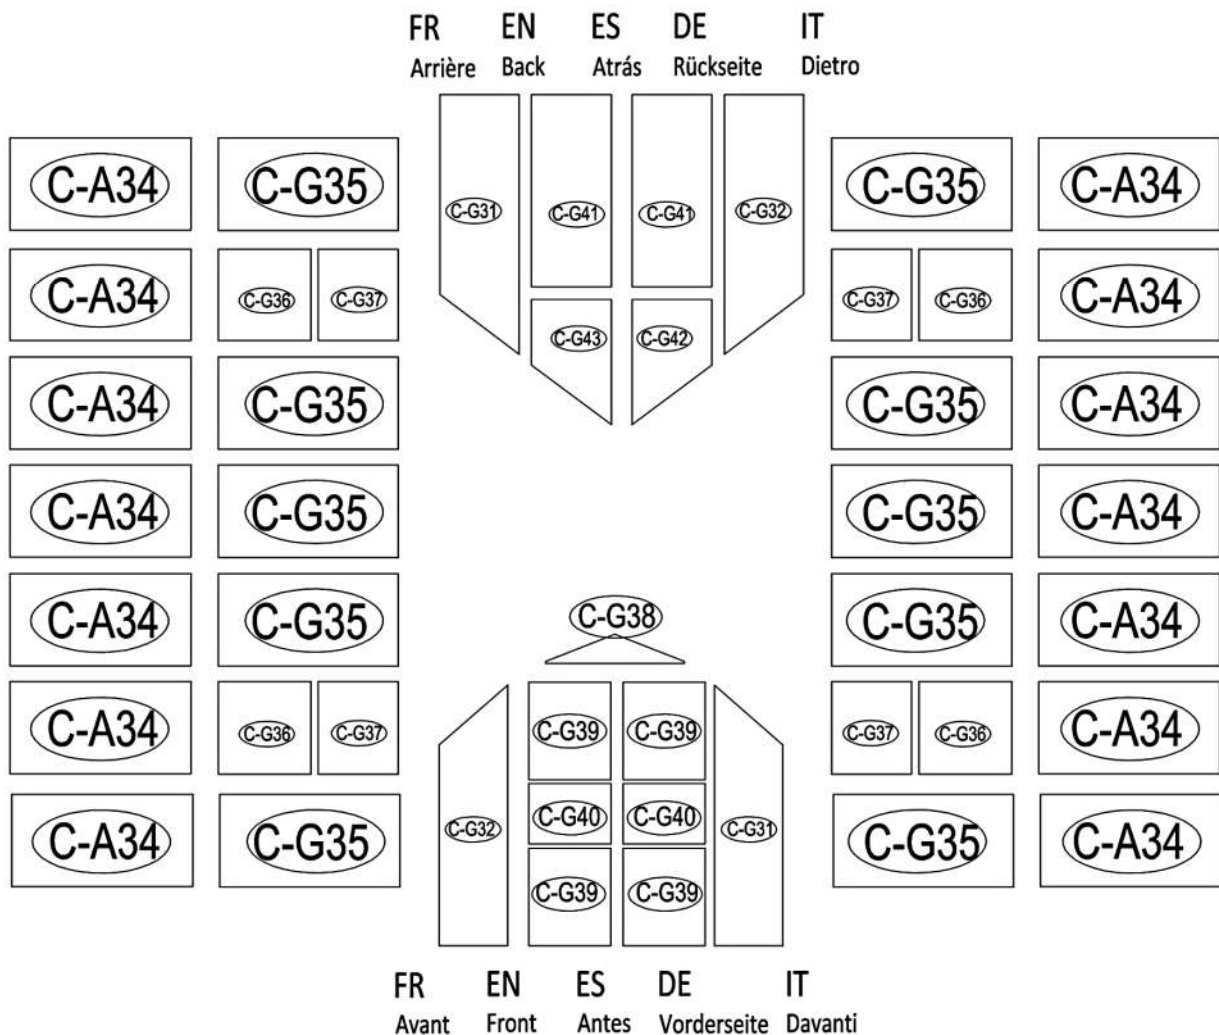 FR EN ES DE IT
Arrière Back Atrás Rückseite Dietro
C-A34 C-G35 C-G35 C-A34
C-G31 C-G41 C-G41 C-G32
C-A34 C-G36 C-G37 C-G37 C-G36 C-A34
C-G43 C-G42
C-A34 C-G35 C-G35 C-A34
C-A34 C-G35 C-G35 C-A34
C-A34 C-G35 C-G38 C-G35 C-A34
C-A34 C-G36 C-G37 C-G39 C-G39 C-G37 C-G36 C-A34
C-G32 C-G40 C-G40 C-G31
C-A34 C-G35 C-G35 C-A34
C-G39 C-G39
FR EN ES DE IT
Avant Front Antes Vorderseite Davanti